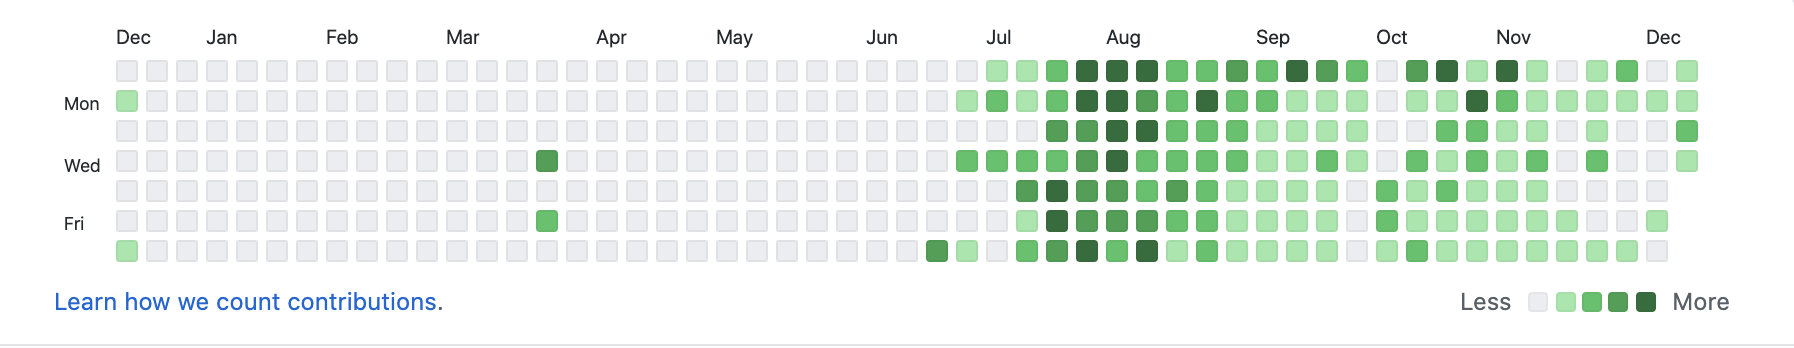 Dec Jan Feb Mar Apr May Jun Jul Aug Sep Oct Nov Dec
Mon
Wed
Fri
Learn how we count contributions. Less More